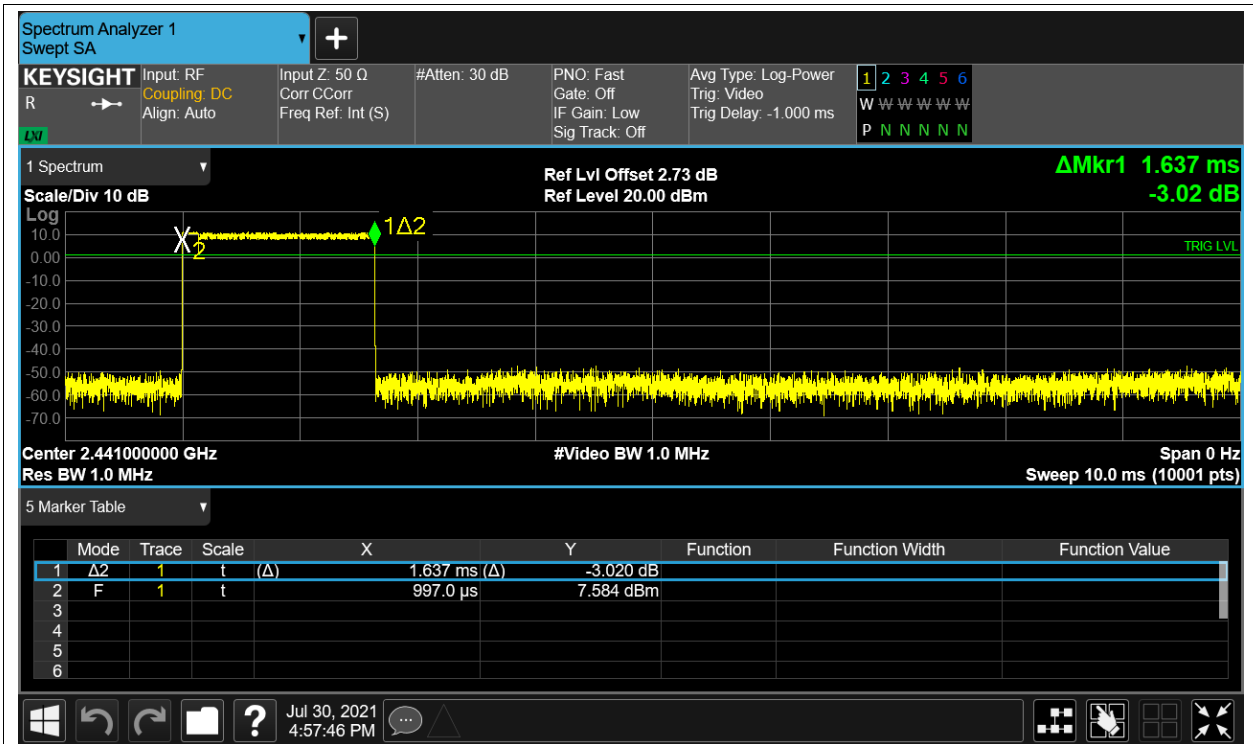 Spectrum Analyzer 1
Swept SA
KEYSIGHT Input: RF Input Z: 50 Ω #Atten: 30 dB PNO: Fast Avg Type: Log-Power 1 2 3 4 5 6
R Coupling: DC Corr CCorr Gate: Off Trig: Video W W W W W W
Align: Auto Freq Ref: Int (S) IF Gain: Low Trig Delay: -1.000 ms
LXI Sig Track: Off P N N N N N
1 Spectrum Ref Lvl Offset 2.73 dB ΔMkr1 1.637 ms
Scale/Div 10 dB Ref Level 20.00 dBm -3.02 dB
Log
1Δ2
10.0
2
TRIG LVL
0.00
-10.0
-20.0
-30.0
-40.0
-50.0
-60.0
-70.0
Center 2.441000000 GHz #Video BW 1.0 MHz Span 0 Hz
Res BW 1.0 MHz Sweep 10.0 ms (10001 pts)
5 Marker Table
Mode Trace Scale X Y Function Function Width Function Value
1 Δ2 1 t (Δ) 1.637 ms (Δ) -3.020 dB
2 F 1 t 997.0 µs 7.584 dBm
3
4
5
6
? Jul 30, 2021
4:57:46 PM